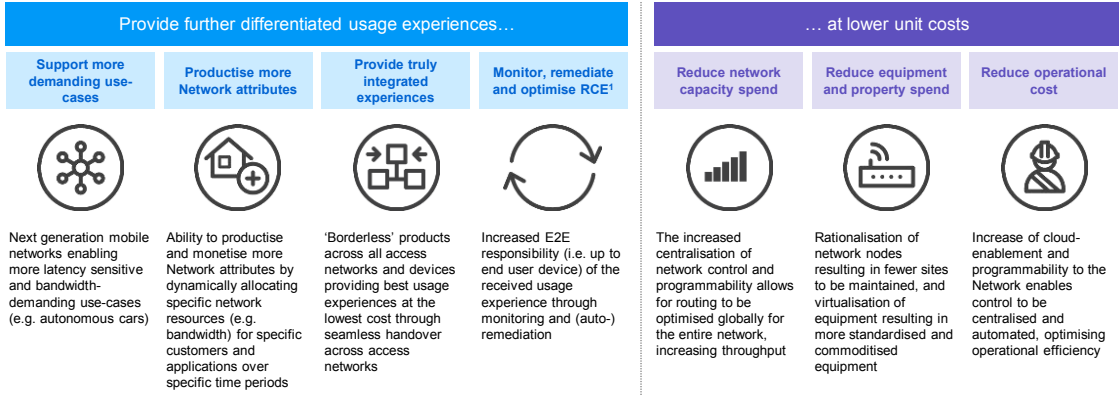 Provide further differentiated usage experiences…
… at lower unit costs
Support more
demanding use-
cases
Productise more
Network attributes
Provide truly
integrated
experiences
Monitor, remediate
and optimise RCE¹
Reduce network
capacity spend
Reduce equipment
and property spend
Reduce operational
cost
Next generation mobile
networks enabling
more latency sensitive
and bandwidth-
demanding use-cases
(e.g. autonomous cars)
Ability to productise
and monetise more
Network attributes by
dynamically allocating
specific network
resources (e.g.
bandwidth) for specific
customers and
applications over
specific time periods
‘Borderless’ products
across all access
networks and devices
providing best usage
experiences at the
lowest cost through
seamless handover
across access
networks
Increased E2E
responsibility (i.e. up to
end user device) of the
received usage
experience through
monitoring and (auto-)
remediation
The increased
centralisation of
network control and
programmability allows
for routing to be
optimised globally for
the entire network,
increasing throughput
Rationalisation of
network nodes
resulting in fewer sites
to be maintained, and
virtualisation of
equipment resulting in
more standardised and
commoditised
equipment
Increase of cloud-
enablement and
programmability to the
Network enables
control to be
centralised and
automated, optimising
operational efficiency